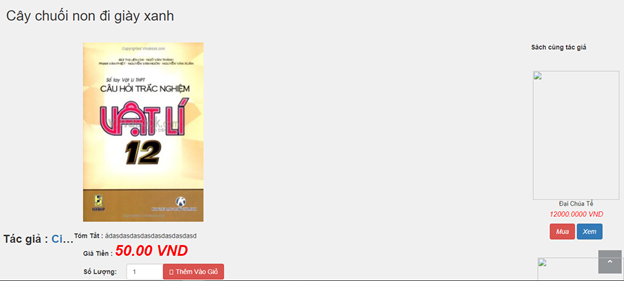 Cây chuối non đi giày xanh
Sách cùng tác giả
Sổ tay Vật Lí THPT
CÂU HỎI TRẮC NGHIỆM
VẬT LÍ
12
Đại Chúa Tể
12000.0000 VND
Mua Xem
Tác giả : Ci...
Tóm Tắt : ádasdasdasdasdasdasdasdasd
Giá Tiền : 50.00 VND
Số Lượng: 1 Thêm Vào Giỏ